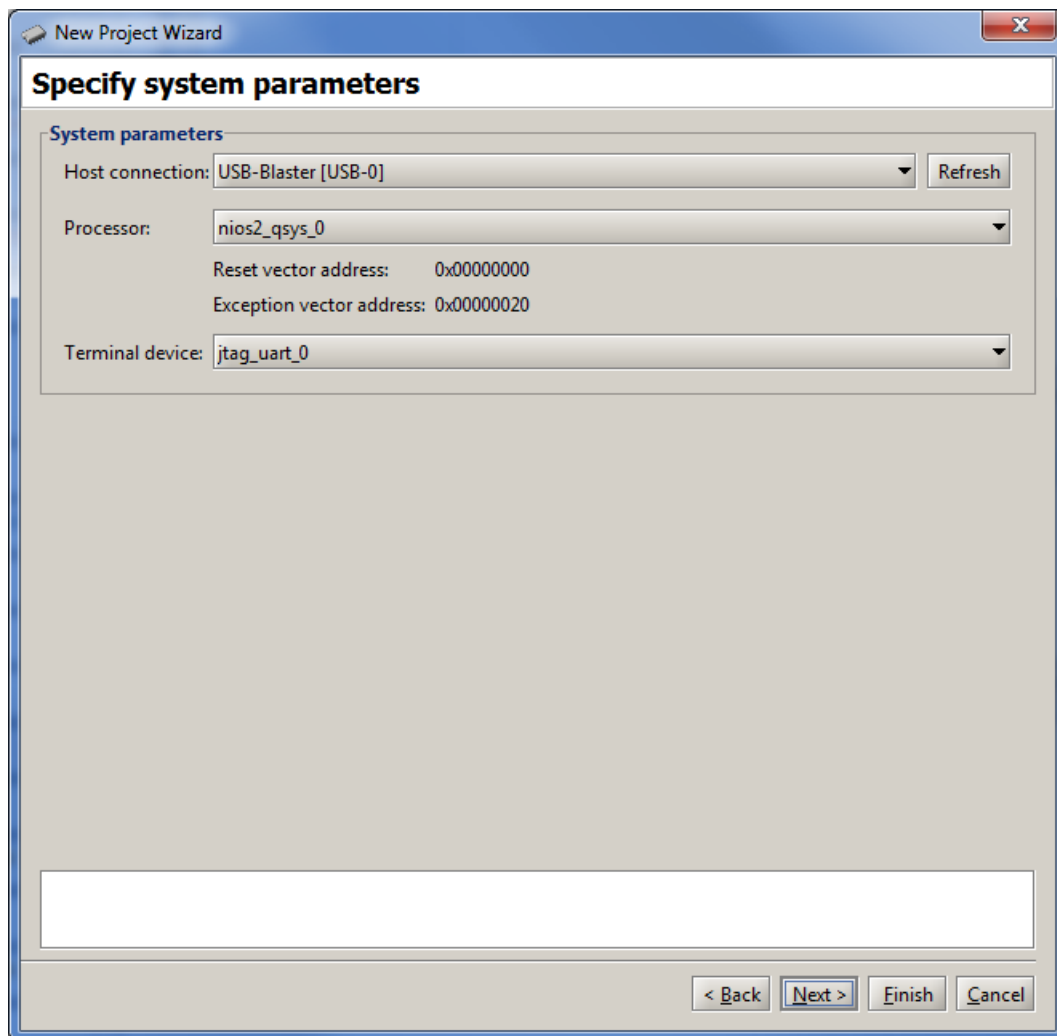 New Project Wizard
Specify system parameters
System parameters
Host connection: USB-Blaster [USB-0] Refresh
Processor: nios2_qsys_0
Reset vector address: 0x00000000
Exception vector address: 0x00000020
Terminal device: jtag_uart_0
< Back Next > Finish Cancel